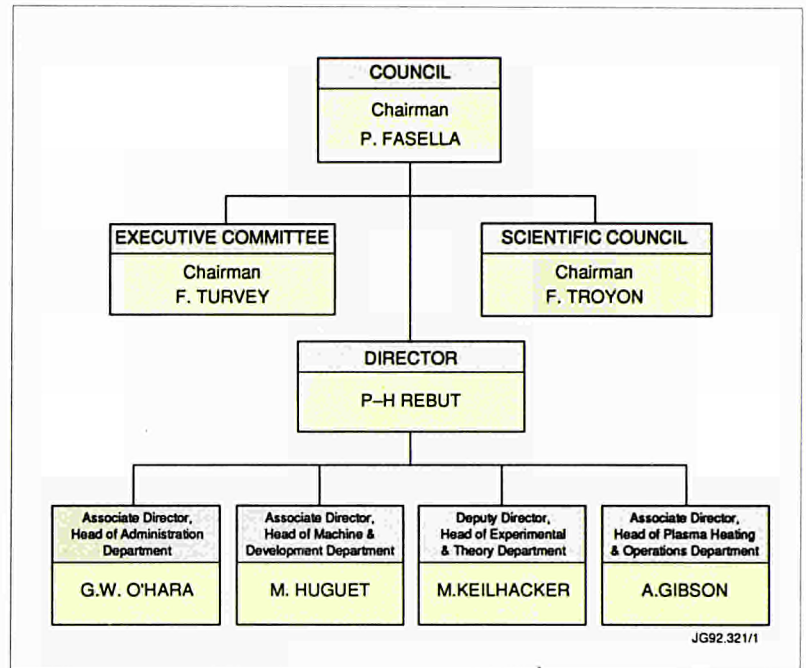 COUNCIL
Chairman
P. FASELLA
EXECUTIVE COMMITTEE
Chairman
F. TURVEY
SCIENTIFIC COUNCIL
Chairman
F. TROYON
DIRECTOR
P–H REBUT
Associate Director,
Head of Administration
Department
G.W. O'HARA
Associate Director,
Head of Machine &
Development Department
M. HUGUET
Deputy Director,
Head of Experimental
& Theory Department
M.KEILHACKER
Associate Director,
Head of Plasma Heating
& Operations Department
A.GIBSON
JG92.321/1